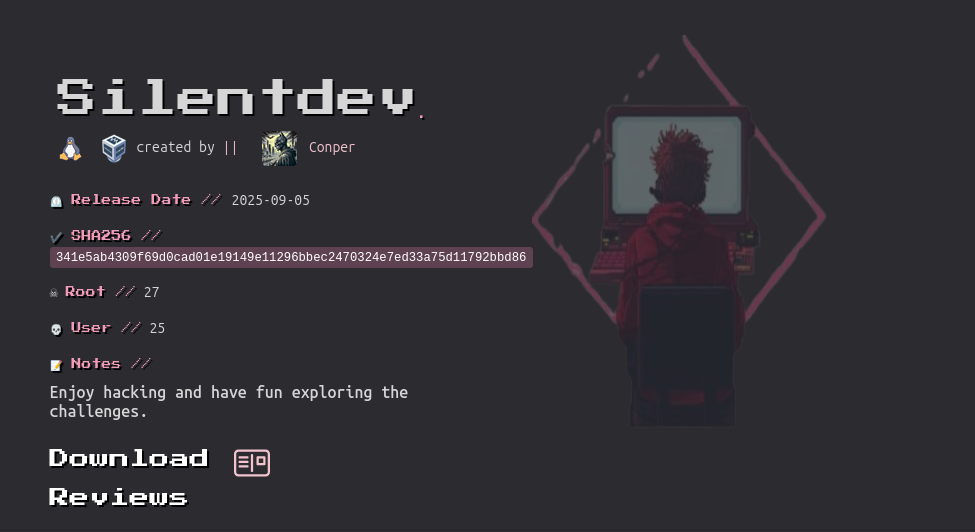 Silentdev.
created by || Conper
Release Date // 2025-09-05
SHA256 //
341e5ab4309f69d0cad01e19149e11296bbec2470324e7ed33a75d11792bbd86
Root // 27
User // 25
Notes //
Enjoy hacking and have fun exploring the
challenges.
Download
Reviews